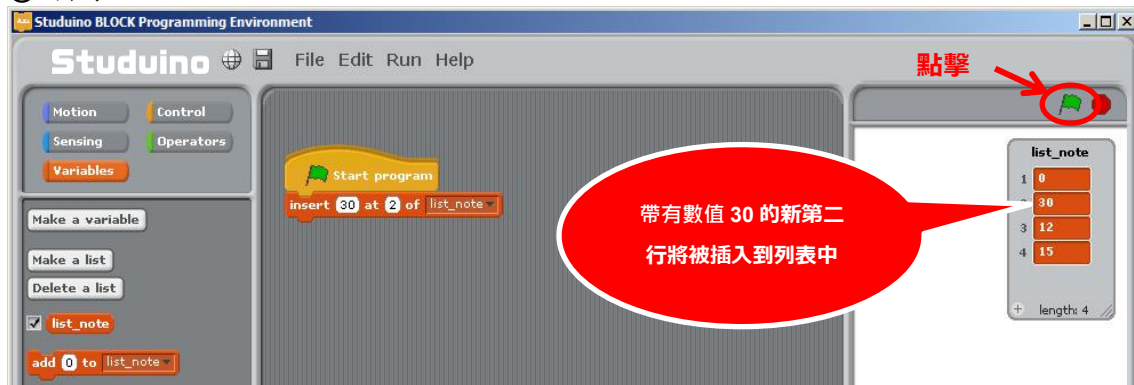 Studuino BLOCK Programming Environment
Studuino File Edit Run Help
點擊
Motion Control
Sensing Operators
Variables
Start program
insert 30 at 2 of list_note
Make a variable
Make a list
Delete a list
list_note
add 0 to list_note
帶有數值 30 的新第二
行將被插入到列表中
list_note
1 0
30
3 12
4 15
+ length: 4